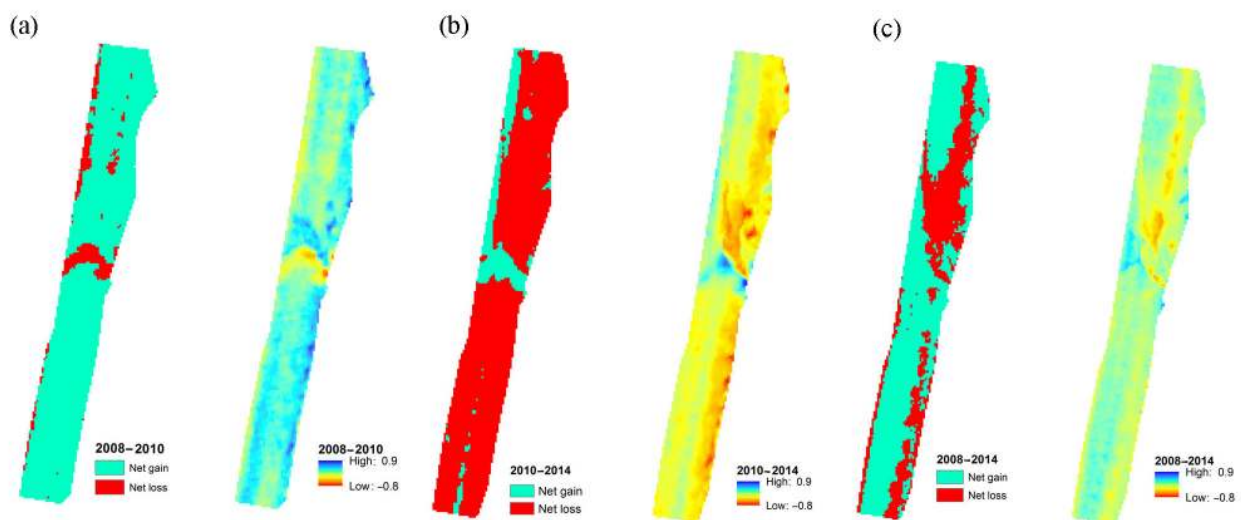 (a)
(b)
(c)
2008–2010
Net gain
Net loss
2008–2010
High: 0.9
Low: –0.8
2010–2014
Net gain
Net loss
2010–2014
High: 0.9
Low: –0.8
2008–2014
Net gain
Net loss
2008–2014
High: 0.9
Low: –0.8